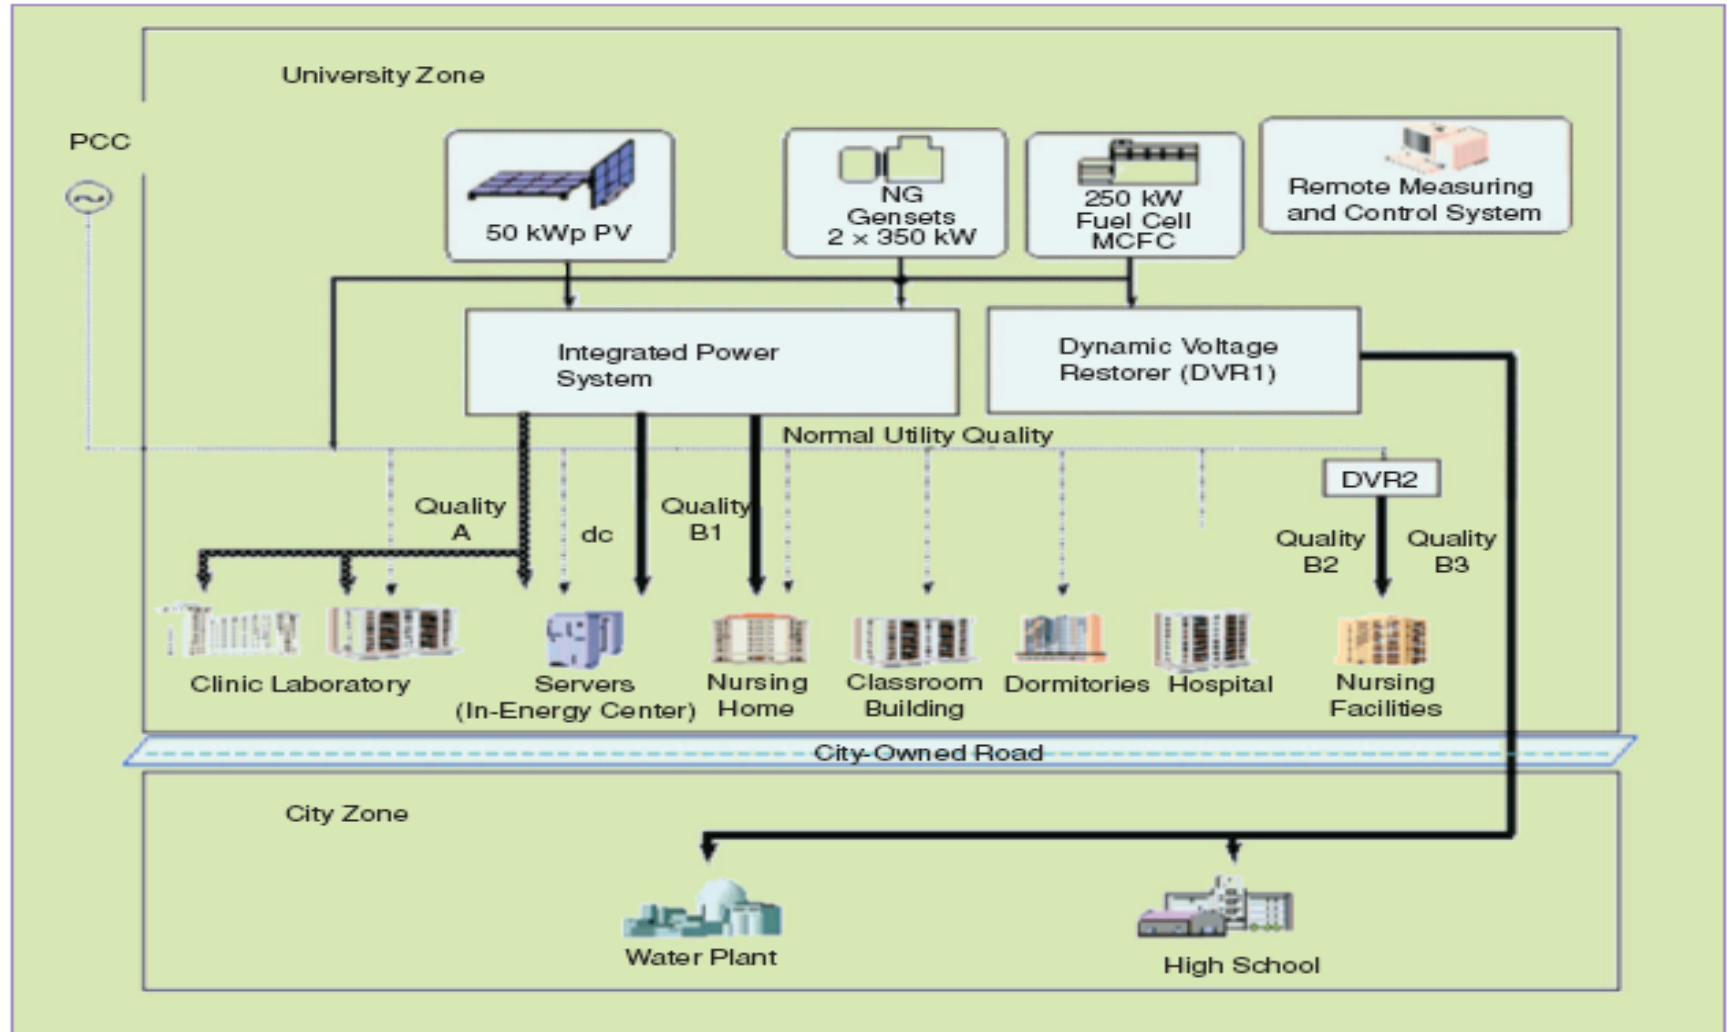 University Zone
PCC
50 kWp PV
NG
Gensets
2 × 350 kW
250 kW
Fuel Cell
MCFC
Remote Measuring
and Control System
Integrated Power
System
Dynamic Voltage
Restorer (DVR1)
Normal Utility Quality
DVR2
Quality
A
dc
Quality
B1
Quality
B2
Quality
B3
Clinic Laboratory
Servers
(In-Energy Center)
Nursing
Home
Classroom
Building
Dormitories
Hospital
Nursing
Facilities
City-Owned Road
City Zone
Water Plant
High School